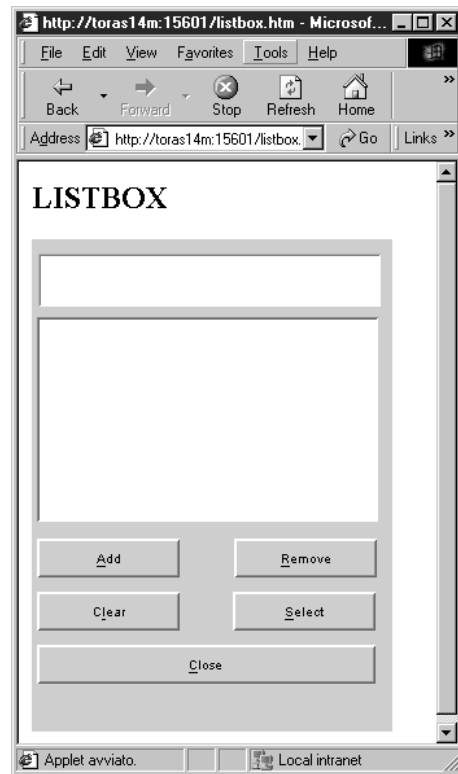 http://toras14m:15601/listbox.htm - Microsof...
File Edit View Favorites Tools Help
Back Forward Stop Refresh Home »
Address http://toras14m:15601/listbox. Go Links »
LISTBOX
Add Remove
Clear Select
Close
Applet avviato. Local intranet